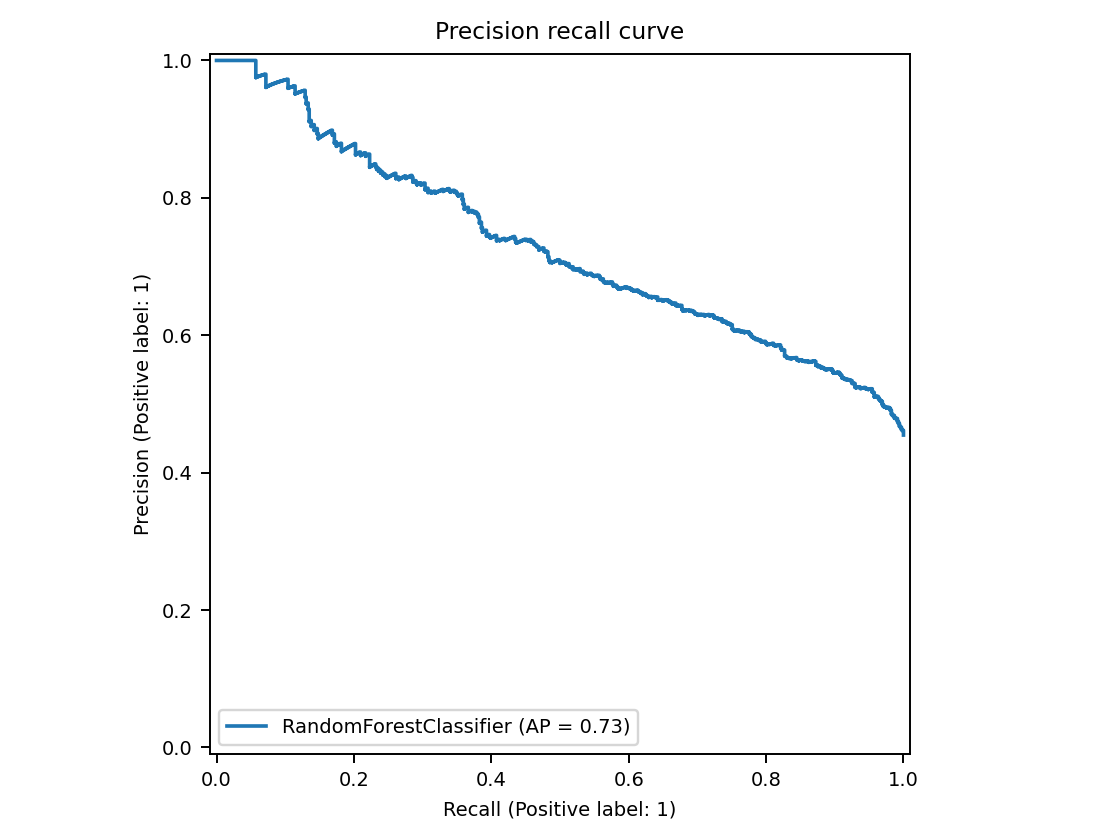 Precision recall curve
1.0
0.8
0.6
0.4
0.2
0.0
Precision (Positive label: 1)
RandomForestClassifier (AP = 0.73)
0.0 0.2 0.4 0.6 0.8 1.0
Recall (Positive label: 1)